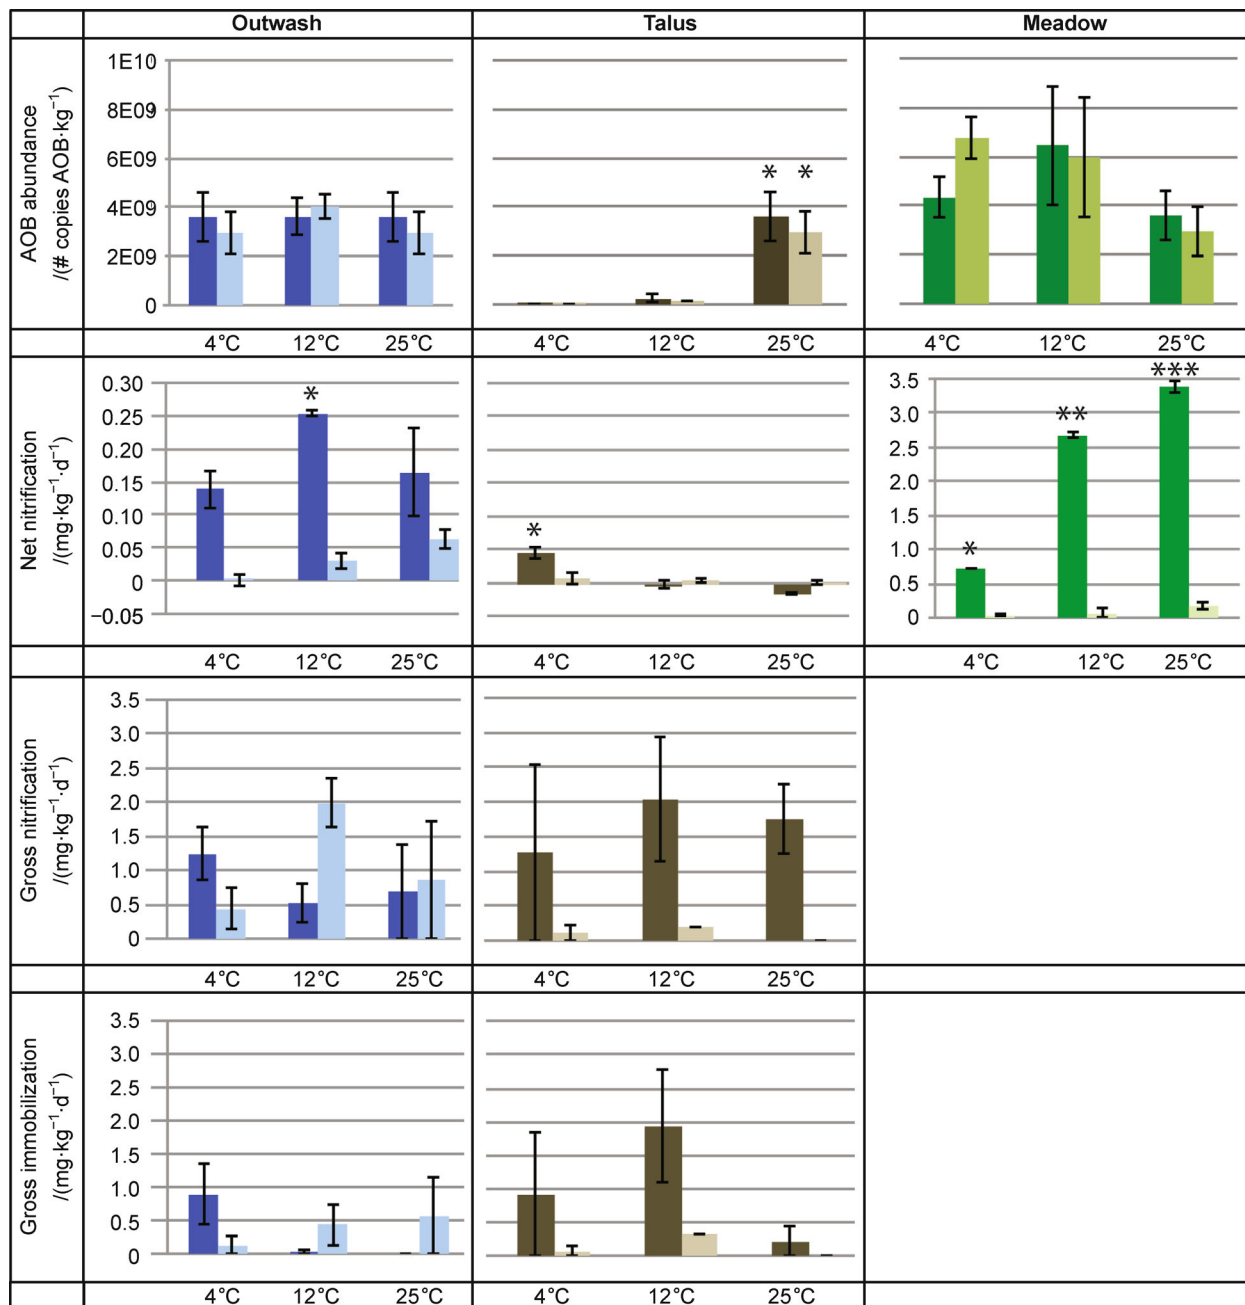 Outwash
Talus
Meadow
AOB abundance
/(# copies AOB·kg⁻¹)
1E10
8E09
6E09
4E09
2E09
0
* *
4°C 12°C 25°C
4°C 12°C 25°C
4°C 12°C 25°C
Net nitrification
/(mg·kg⁻¹·d⁻¹)
0.30
0.25
0.20
0.15
0.10
0.05
0
−0.05
*
*
3.5
3.0
2.5
2.0
1.5
1.0
0.5
0
*
**
***
4°C 12°C 25°C
4°C 12°C 25°C
4°C 12°C 25°C
Gross nitrification
/(mg·kg⁻¹·d⁻¹)
3.5
3.0
2.5
2.0
1.5
1.0
0.5
0
4°C 12°C 25°C
4°C 12°C 25°C
Gross immobilization
/(mg·kg⁻¹·d⁻¹)
3.5
3.0
2.5
2.0
1.5
1.0
0.5
0
4°C 12°C 25°C
4°C 12°C 25°C